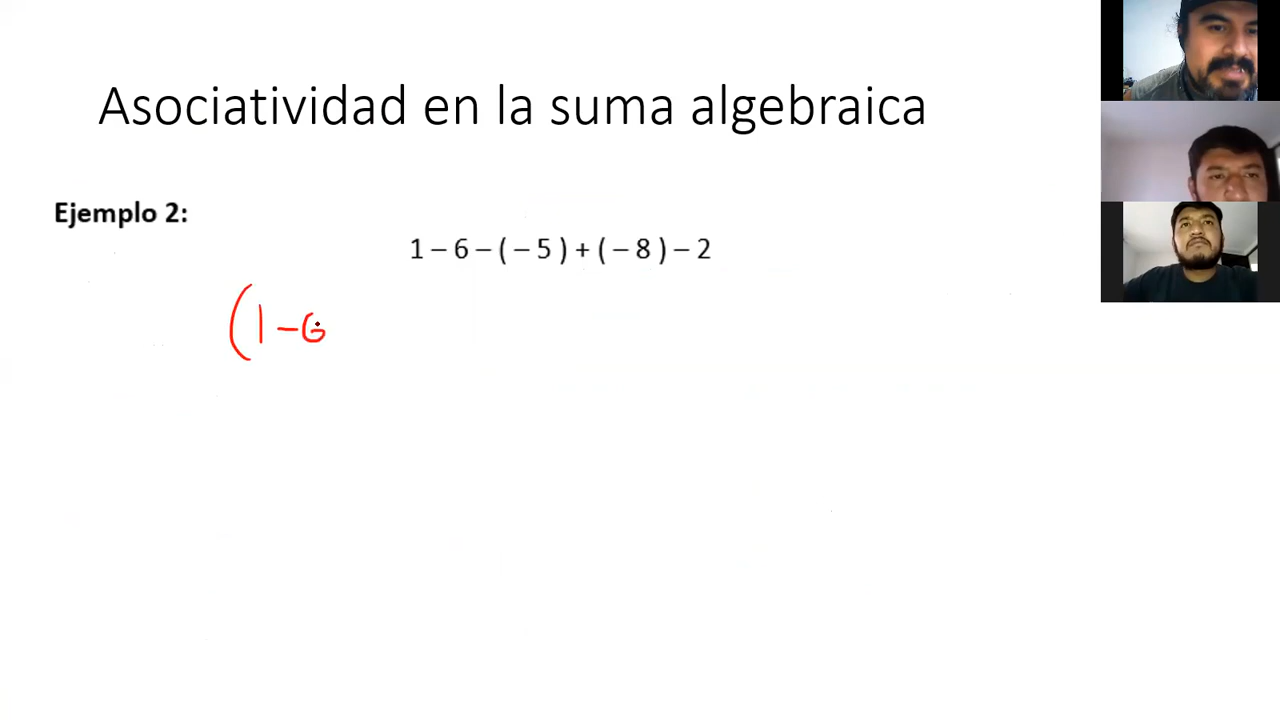 Asociatividad en la suma algebraica
Ejemplo 2:
1 – 6 – ( – 5 ) + ( – 8 ) – 2
(1 – 6